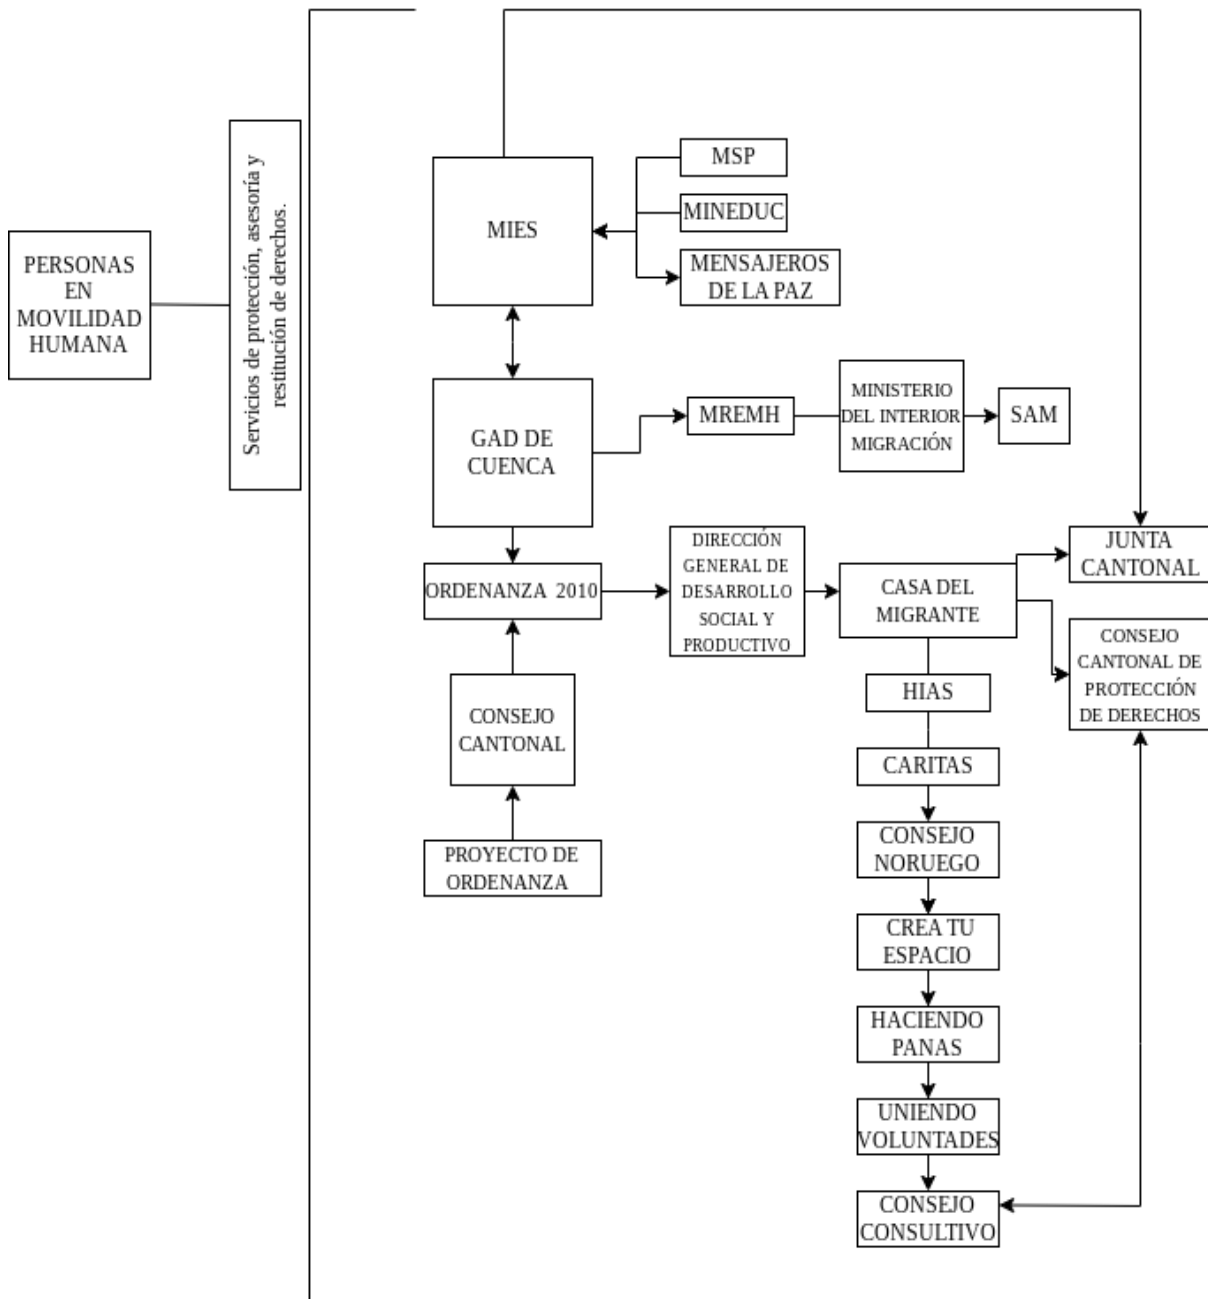 PERSONAS
EN
MOVILIDAD
HUMANA
Servicios de protección, asesoría y
restitución de derechos.
MIES
MSP
MINEDUC
MENSAJEROS
DE LA PAZ
GAD DE
CUENCA
MREMH
MINISTERIO
DEL INTERIOR
MIGRACIÓN
SAM
ORDENANZA 2010
DIRECCIÓN
GENERAL DE
DESARROLLO
SOCIAL Y
PRODUCTIVO
CASA DEL
MIGRANTE
JUNTA
CANTONAL
CONSEJO
CANTONAL DE
PROTECCIÓN
DE DERECHOS
CONSEJO
CANTONAL
PROYECTO DE
ORDENANZA
HIAS
CARITAS
CONSEJO
NORUEGO
CREA TU
ESPACIO
HACIENDO
PANAS
UNIENDO
VOLUNTADES
CONSEJO
CONSULTIVO